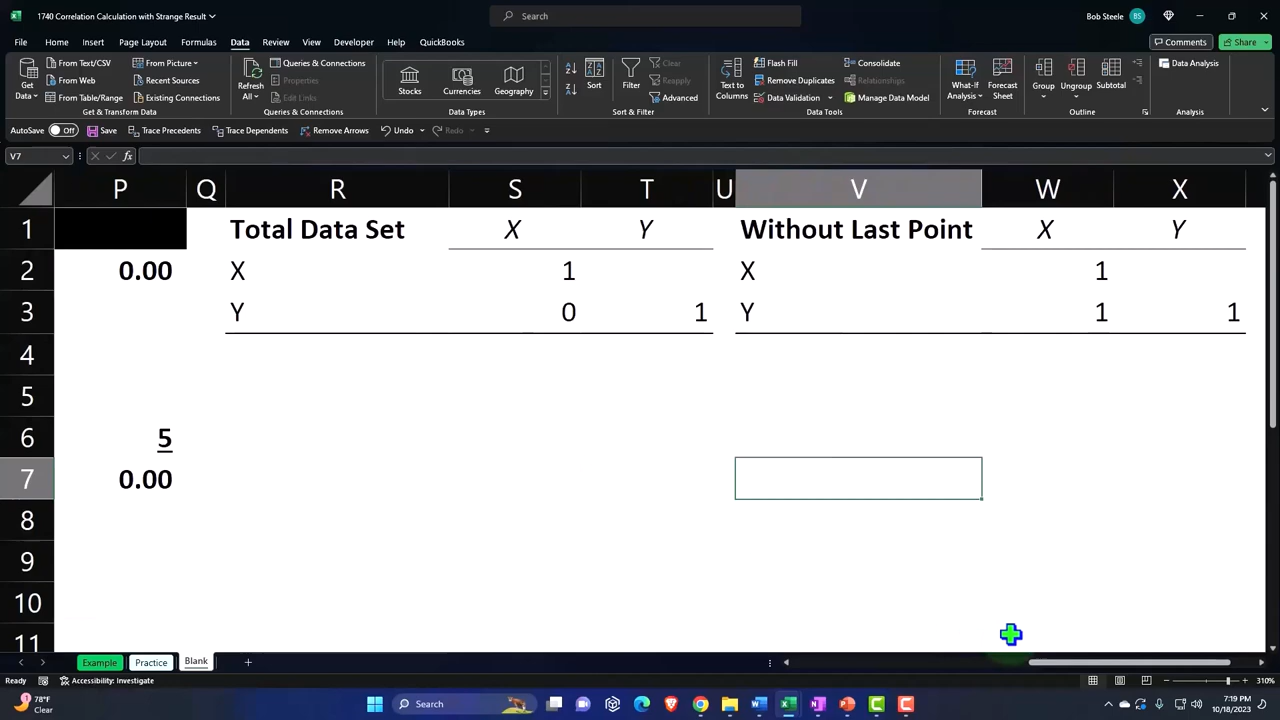 1740 Correlation Calculation with Strange Result
Search
Bob Steele BS
File Home Insert Page Layout Formulas Data Review View Developer Help QuickBooks Comments Share
Get Data
From Text/CSV
From Web
From Table/Range
From Picture
Recent Sources
Existing Connections
Get & Transform Data
Refresh All
Queries & Connections
Properties
Edit Links
Queries & Connections
Stocks
Currencies
Geography
Data Types
Sort
Filter
Clear
Reapply
Advanced
Sort & Filter
Text to Columns
Flash Fill
Remove Duplicates
Data Validation
Consolidate
Relationships
Manage Data Model
Data Tools
What-If Analysis
Forecast Sheet
Forecast
Group
Ungroup
Subtotal
Outline
Data Analysis
Analysis
AutoSave Off Save Trace Precedents Trace Dependents Remove Arrows Undo Redo
V7 fx
P Q R S T U V W X
1 Total Data Set X Y Without Last Point X Y
2 0.00 X 1 X 1
3 Y 0 1 Y 1 1
4
5
6 5
7 0.00
8
9
10
11
Example Practice Blank
Ready Accessibility: Investigate 310%
78°F
Clear
Search
7:19 PM
10/18/2023